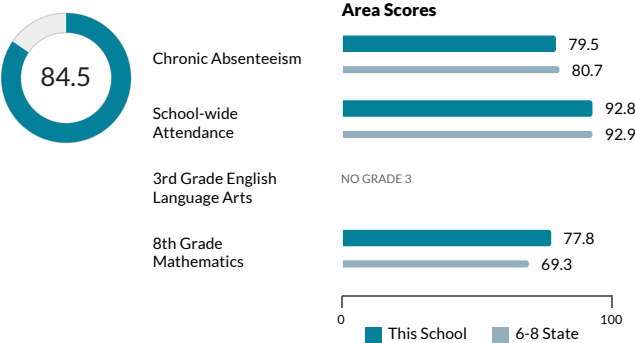 Area Scores
84.5
Chronic Absenteeism
79.5
80.7
School-wide
Attendance
92.8
92.9
3rd Grade English
Language Arts
NO GRADE 3
8th Grade
Mathematics
77.8
69.3
0
100
This School
6-8 State